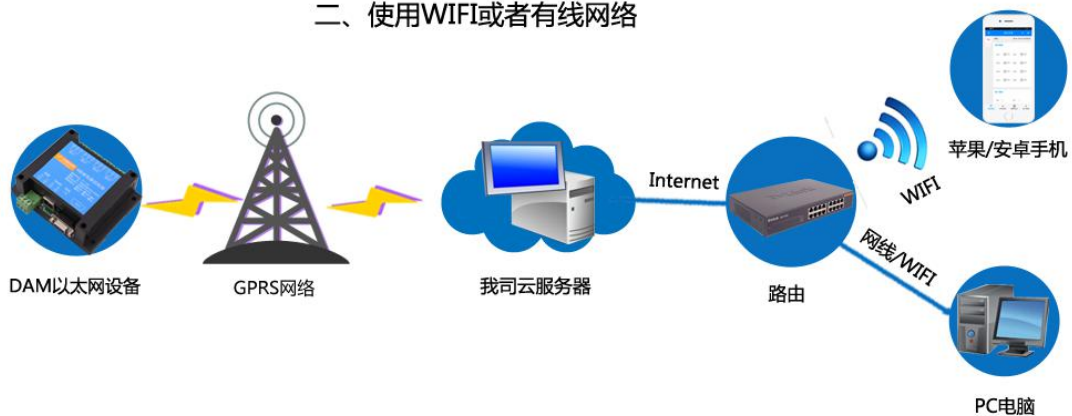 二、使用WIFI或者有线网络
苹果/安卓手机
Internet
WIFI
网线/WIFI
DAM以太网设备
GPRS网络
我司云服务器
路由
PC电脑